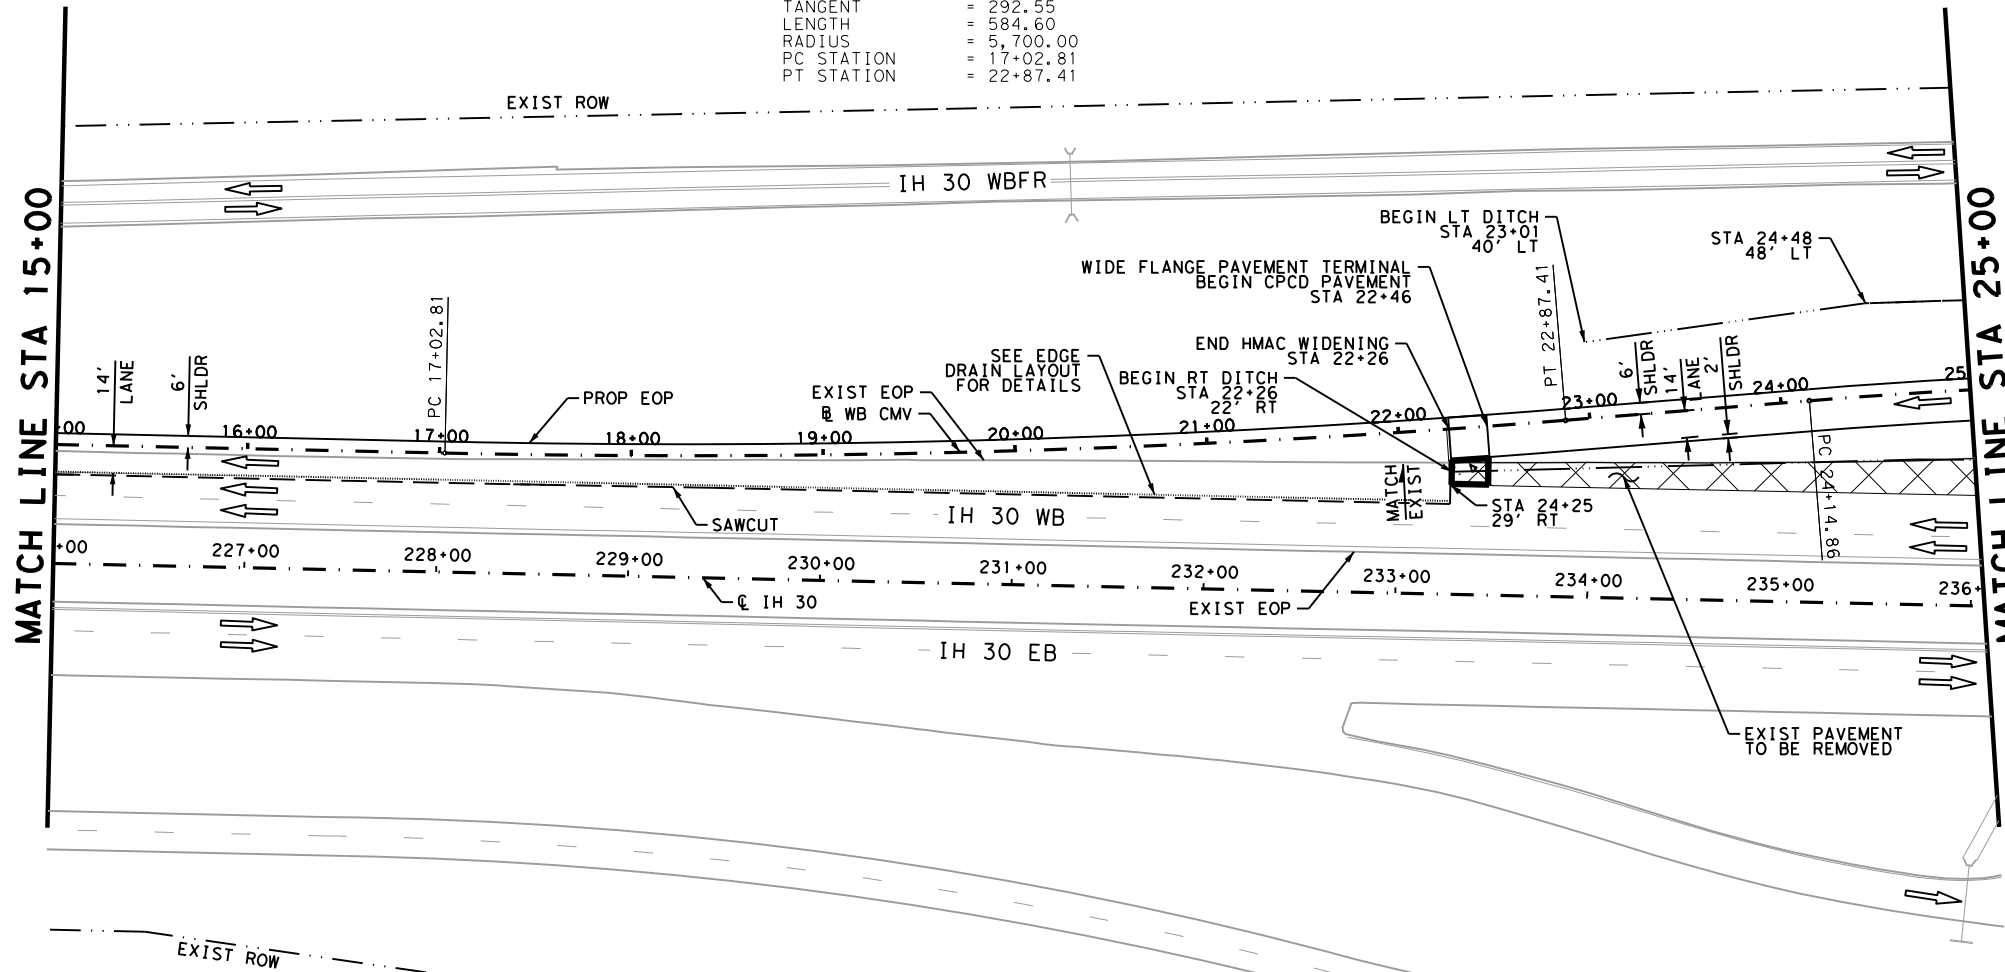 TANGENT = 292.55
LENGTH = 584.60
RADIUS = 5,700.00
PC STATION = 17+02.81
PT STATION = 22+87.41
EXIST ROW
IH 30 WBFR
MATCH LINE STA 15+00
MATCH LINE STA 25+00
BEGIN LT DITCH
STA 23+01
40' LT
STA 24+48
48' LT
WIDE FLANGE PAVEMENT TERMINAL
BEGIN CPCD PAVEMENT
STA 22+46
PT 22+87.41
PC 17+02.81
END HMAC WIDENING
STA 22+26
SEE EDGE
DRAIN LAYOUT
FOR DETAILS
BEGIN RT DITCH
STA 22+26
22' RT
14'
LANE
6'
SHLDR
PROP EOP
EXIST EOP
B WB CMV
6'
SHLDR
14'
LANE
2'
SHLDR
+00
16+00
17+00
18+00
19+00
20+00
21+00
22+00
23+00
24+00
25
MATCH
EXIST
STA 24+25
29' RT
PC 24+14.86
SAWCUT
IH 30 WB
+00
227+00
228+00
229+00
230+00
231+00
232+00
233+00
234+00
235+00
236+
℄ IH 30
EXIST EOP
IH 30 EB
EXIST PAVEMENT
TO BE REMOVED
EXIST ROW